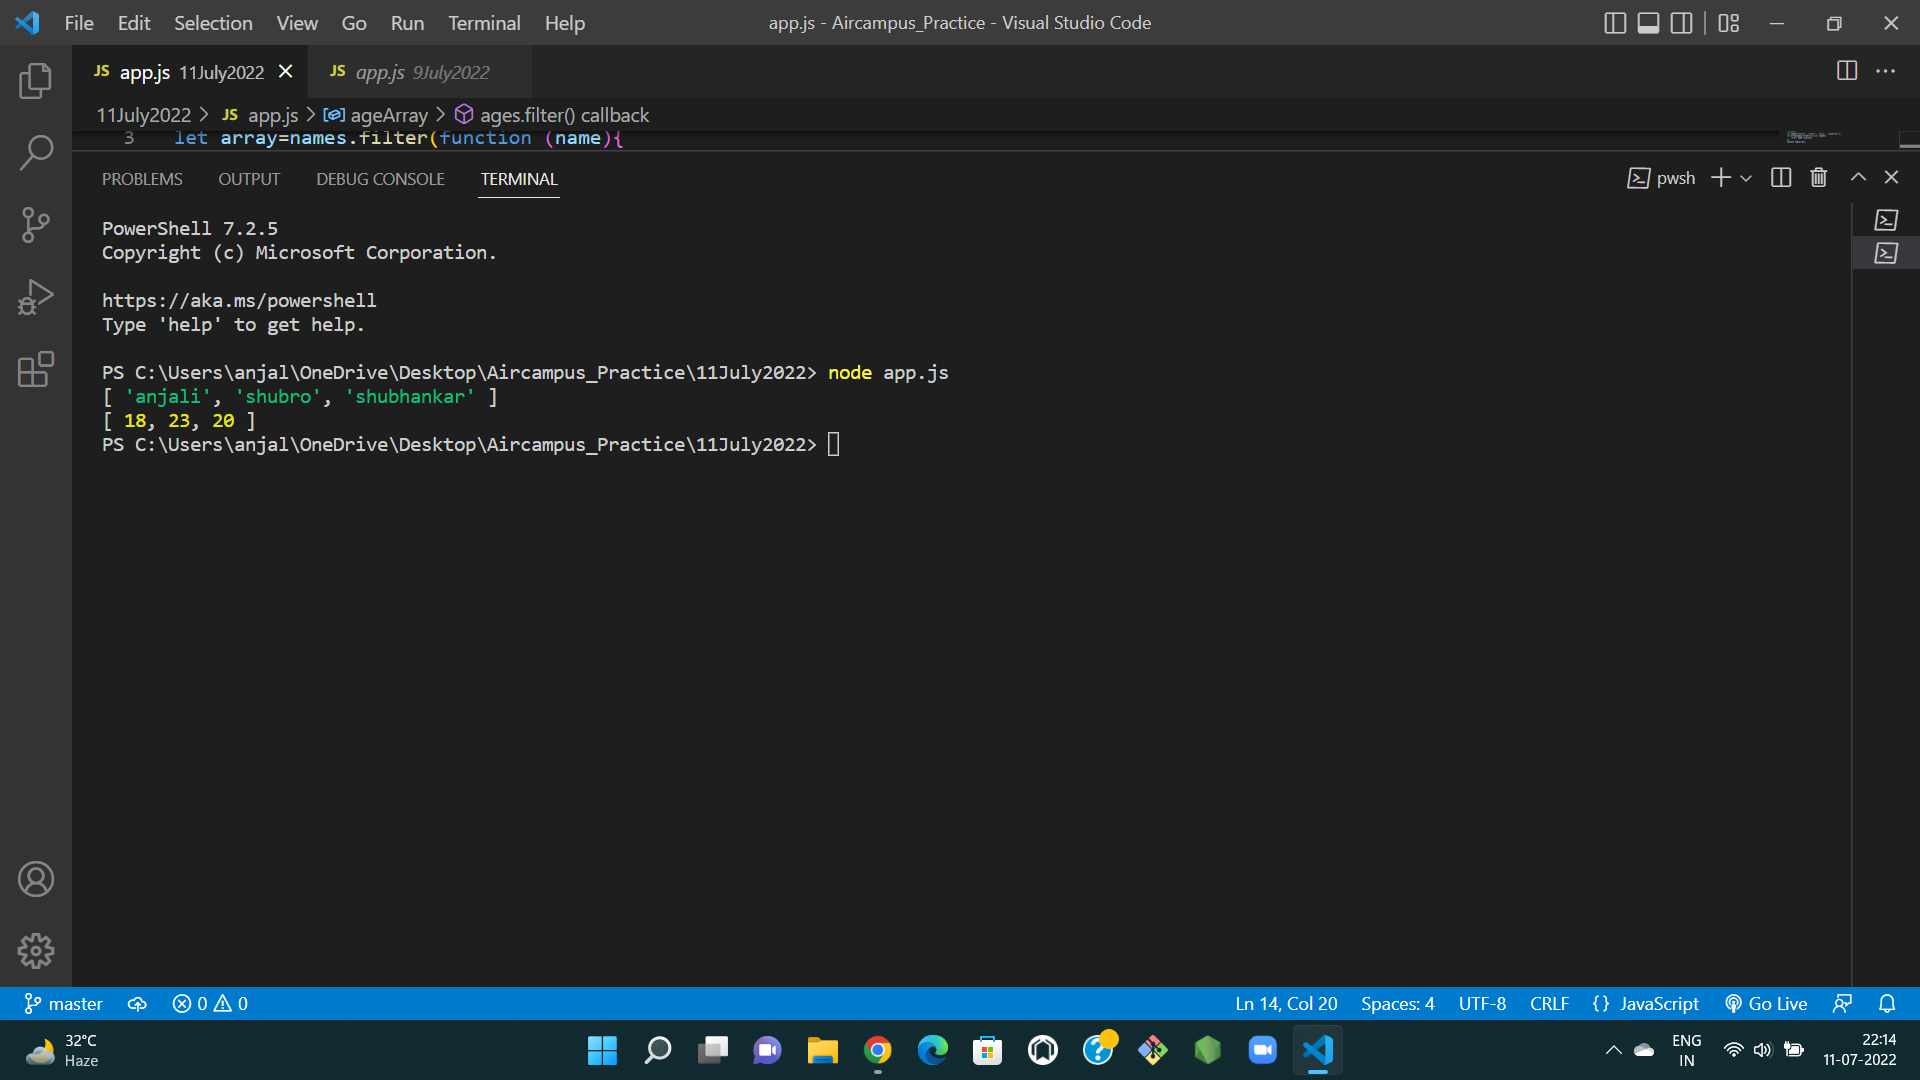 File Edit Selection View Go Run Terminal Help app.js - Aircampus_Practice - Visual Studio Code
JS app.js 11July2022 JS app.js 9July2022
11July2022 > JS app.js > ageArray > ages.filter() callback
3 let array=names.filter(function (name){
PROBLEMS OUTPUT DEBUG CONSOLE TERMINAL pwsh
PowerShell 7.2.5
Copyright (c) Microsoft Corporation.
https://aka.ms/powershell
Type 'help' to get help.
PS C:\Users\anjal\OneDrive\Desktop\Aircampus_Practice\11July2022> node app.js
[ 'anjali', 'shubro', 'shubhankar' ]
[ 18, 23, 20 ]
PS C:\Users\anjal\OneDrive\Desktop\Aircampus_Practice\11July2022>
master 0 0 Ln 14, Col 20 Spaces: 4 UTF-8 CRLF {} JavaScript Go Live
32°C
Haze
ENG
IN
22:14
11-07-2022